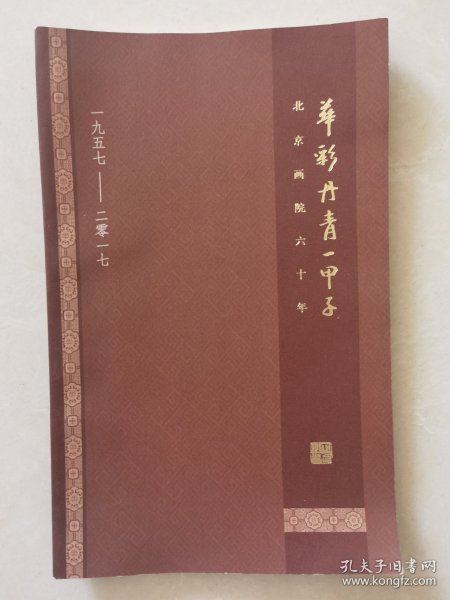 華彩丹青一甲子
北京画院六十年
一九五七——二零一七
孔夫子旧书网
www.kongfz.com